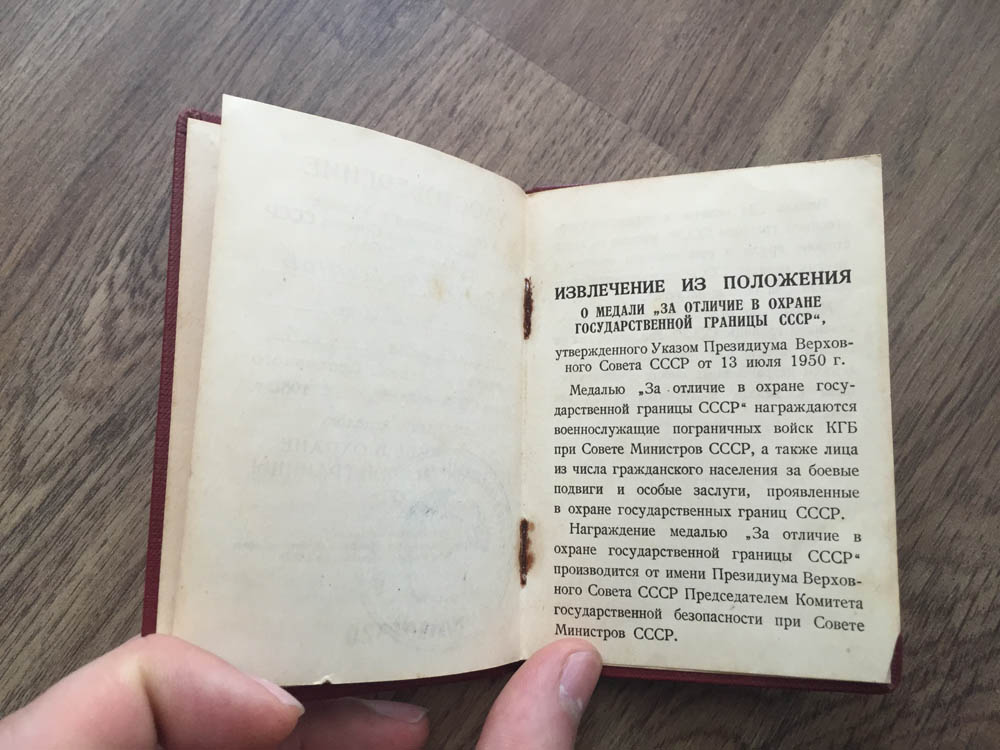 ИЗВЛЕЧЕНИЕ ИЗ ПОЛОЖЕНИЯ
О МЕДАЛИ „ЗА ОТЛИЧИЕ В ОХРАНЕ
ГОСУДАРСТВЕННОЙ ГРАНИЦЫ СССР“,
утвержденного Указом Президиума Верхов-
ного Совета СССР от 13 июля 1950 г.
Медалью „За отличие в охране госу-
дарственной границы СССР“ награждаются
военнослужащие пограничных войск КГБ
при Совете Министров СССР, а также лица
из числа гражданского населения за боевые
подвиги и особые заслуги, проявленные
в охране государственных границ СССР.
Награждение медалью „За отличие в
охране государственной границы СССР“
производится от имени Президиума Верхов-
ного Совета СССР Председателем Комитета
государственной безопасности при Совете
Министров СССР.